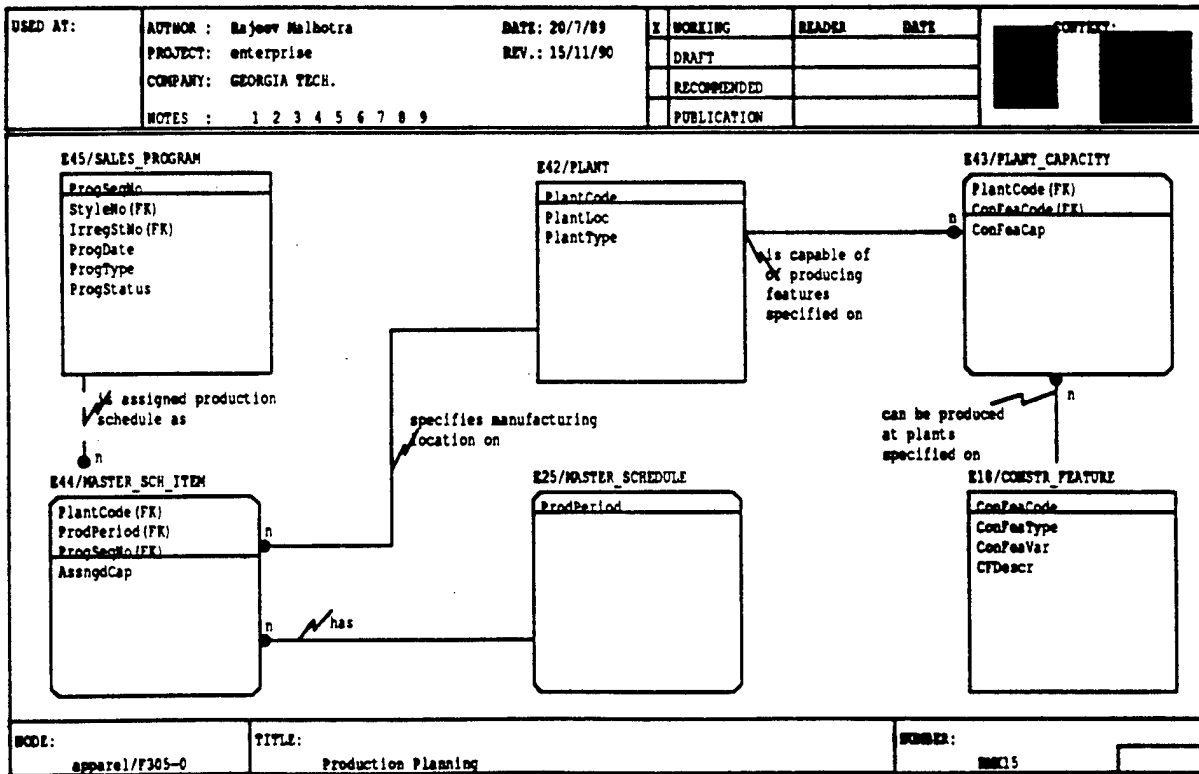 USED AT:
AUTHOR : Rajeev Malhotra
DATE: 20/7/89
PROJECT: enterprise
REV.: 15/11/90
COMPANY: GEORGIA TECH.
NOTES : 1 2 3 4 5 6 7 8 9
X WORKING
DRAFT
RECOMMENDED
PUBLICATION
READER DATE
CONTEXT:
E45/SALES_PROGRAM
ProgSeqNo
StyleNo(FK)
IrregStNo(FK)
ProgDate
ProgType
ProgStatus
E42/PLANT
PlantCode
PlantLoc
PlantType
E43/PLANT_CAPACITY
PlantCode(FK)
ConFeaCode(FK)
ConFeaCap
n
is capable of
of producing
features
specified on
is assigned production
schedule as
n
specifies manufacturing
location on
n
can be produced
at plants
specified on
E44/MASTER_SCH_ITEM
PlantCode(FK)
ProdPeriod(FK)
ProgSeqNo(FK)
AssngdCap
n
n
has
E25/MASTER_SCHEDULE
ProdPeriod
E18/CONSTR_FEATURE
ConFeaCode
ConFeaType
ConFeaVar
CFDescr
NODE:
apparel/F305-0
TITLE:
Production Planning
NUMBER: